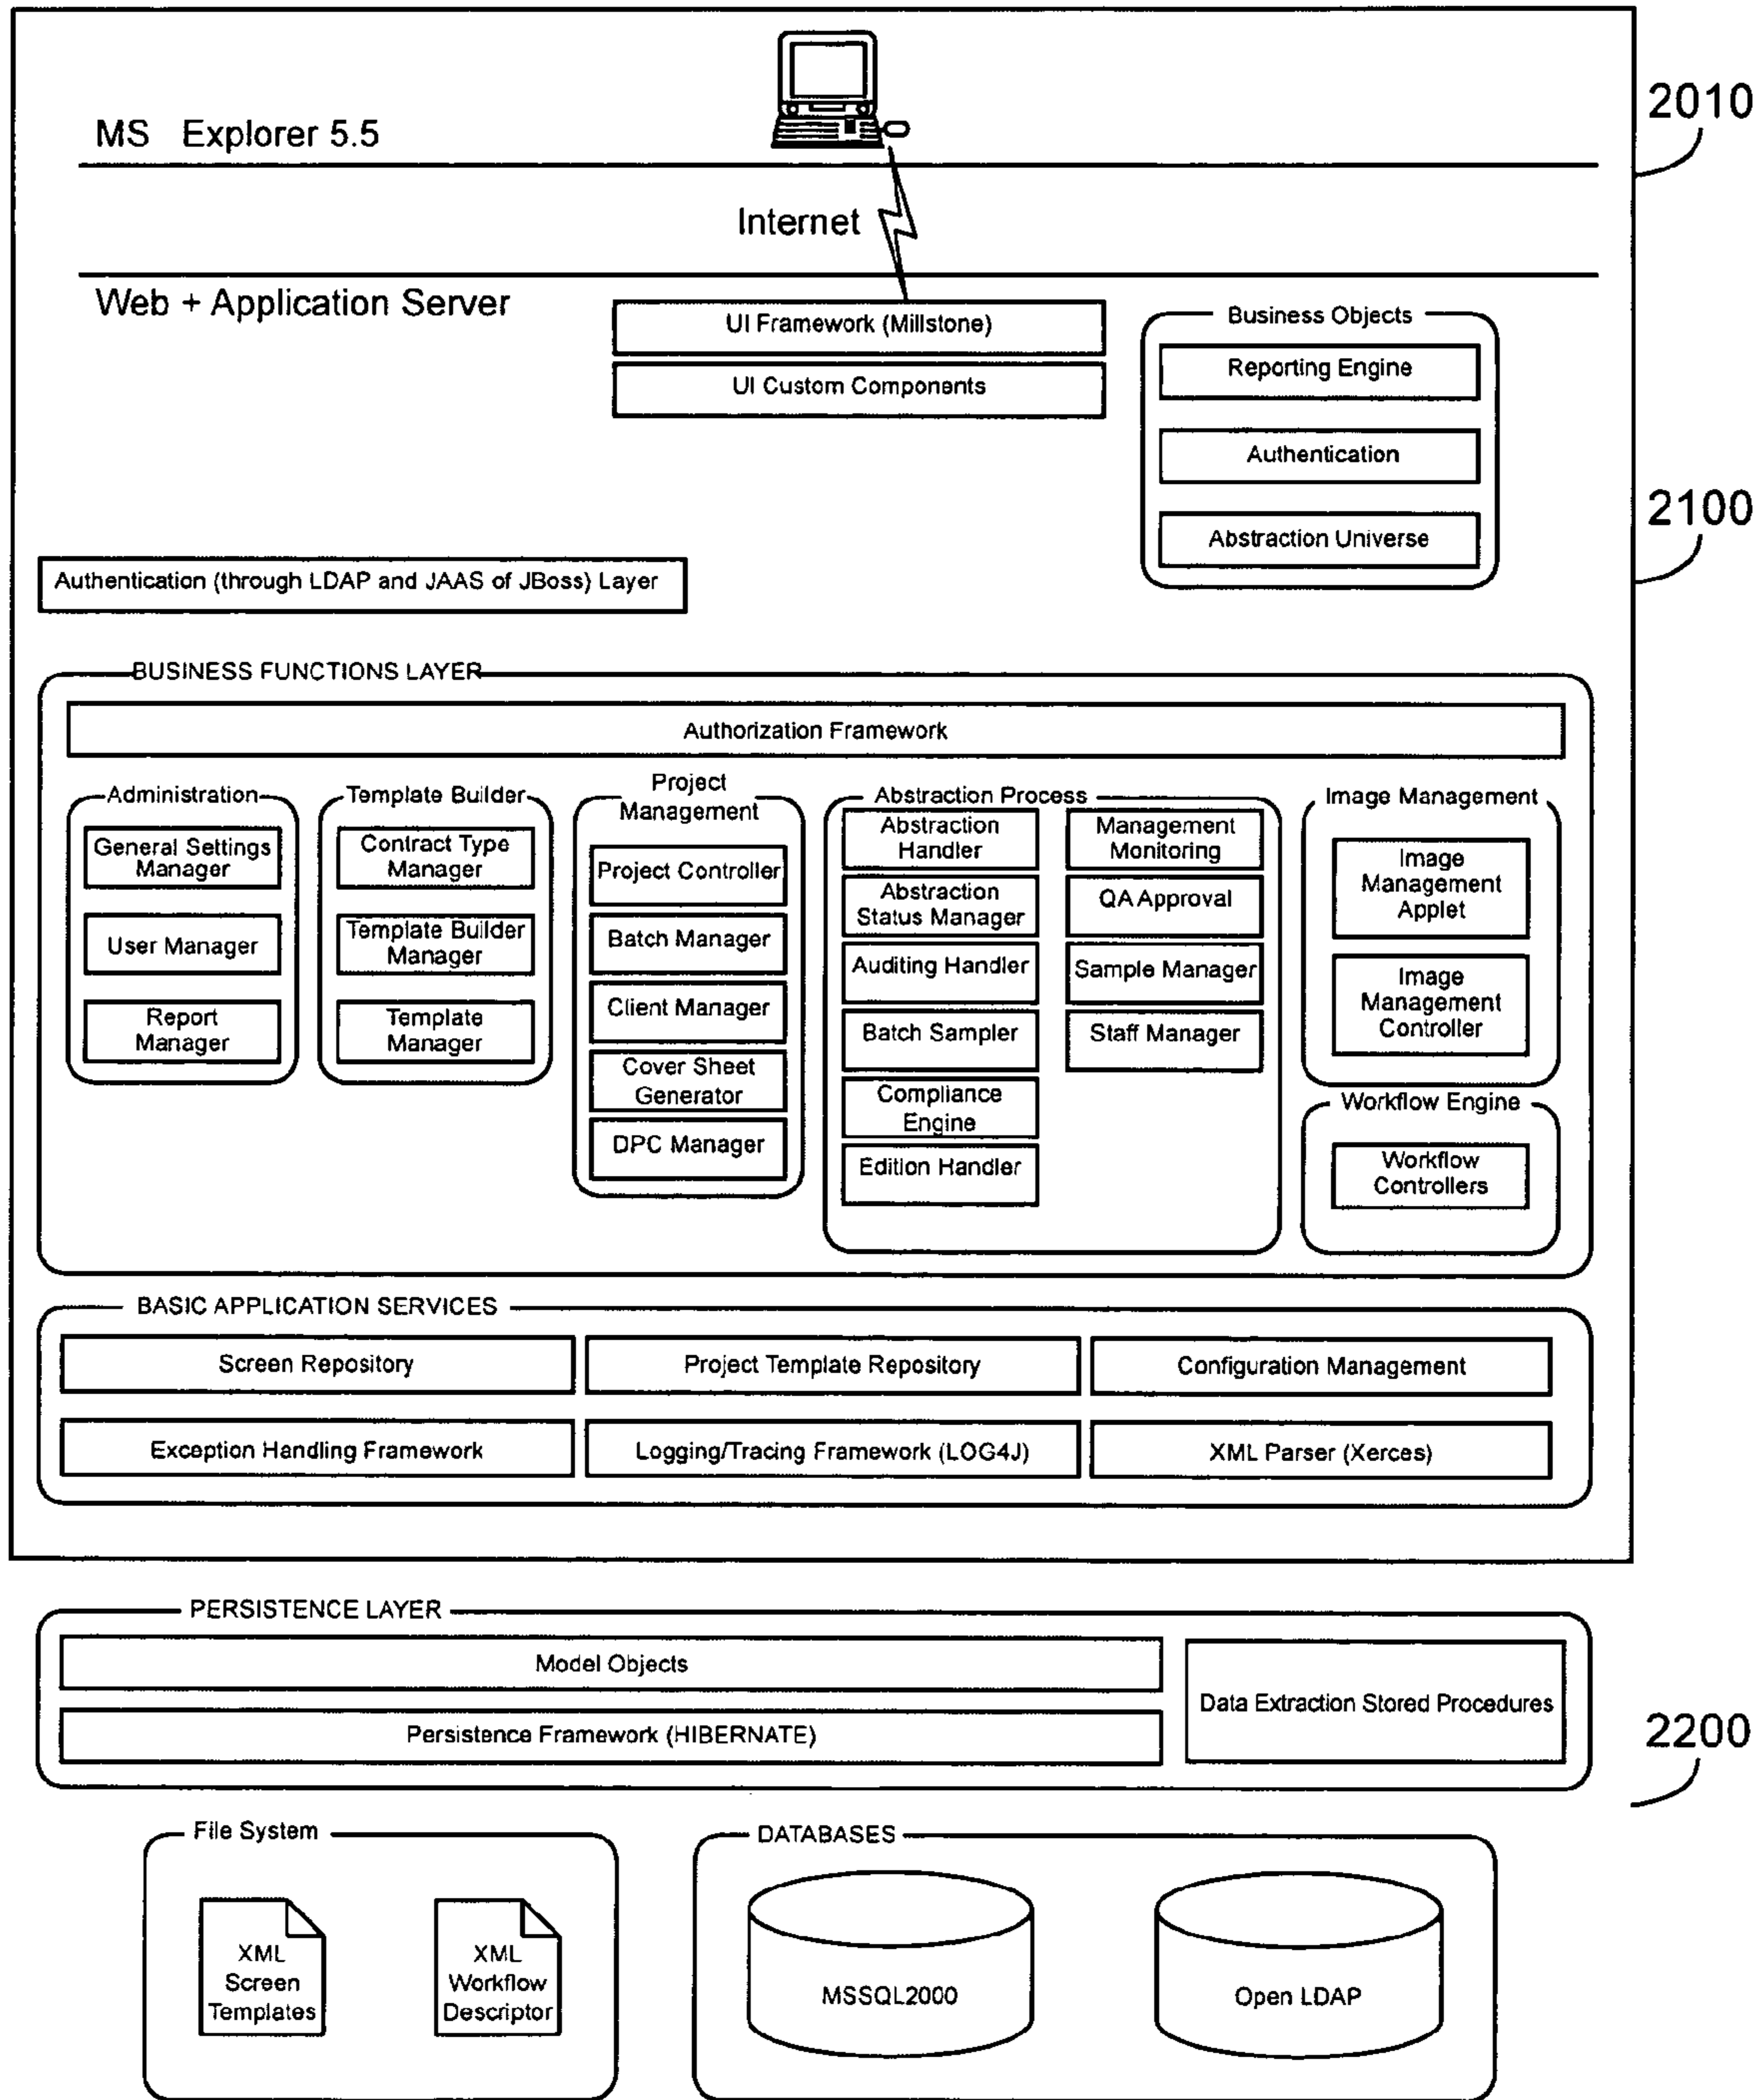 2010
MS Explorer 5.5
Internet
Web + Application Server
UI Framework (Millstone)
UI Custom Components
Business Objects
Reporting Engine
Authentication
Abstraction Universe
2100
Authentication (through LDAP and JAAS of JBoss) Layer
BUSINESS FUNCTIONS LAYER
Authorization Framework
Administration
General Settings
Manager
User Manager
Report
Manager
Template Builder
Contract Type
Manager
Template Builder
Manager
Template
Manager
Project
Management
Project Controller
Batch Manager
Client Manager
Cover Sheet
Generator
DPC Manager
Abstraction Process
Abstraction
Handler
Abstraction
Status Manager
Auditing Handler
Batch Sampler
Compliance
Engine
Edition Handler
Management
Monitoring
QA Approval
Sample Manager
Staff Manager
Image Management
Image
Management
Applet
Image
Management
Controller
Workflow Engine
Workflow
Controllers
BASIC APPLICATION SERVICES
Screen Repository
Project Template Repository
Configuration Management
Exception Handling Framework
Logging/Tracing Framework (LOG4J)
XML Parser (Xerces)
PERSISTENCE LAYER
Model Objects
Persistence Framework (HIBERNATE)
Data Extraction Stored Procedures
2200
File System
XML
Screen
Templates
XML
Workflow
Descriptor
DATABASES
MSSQL2000
Open LDAP